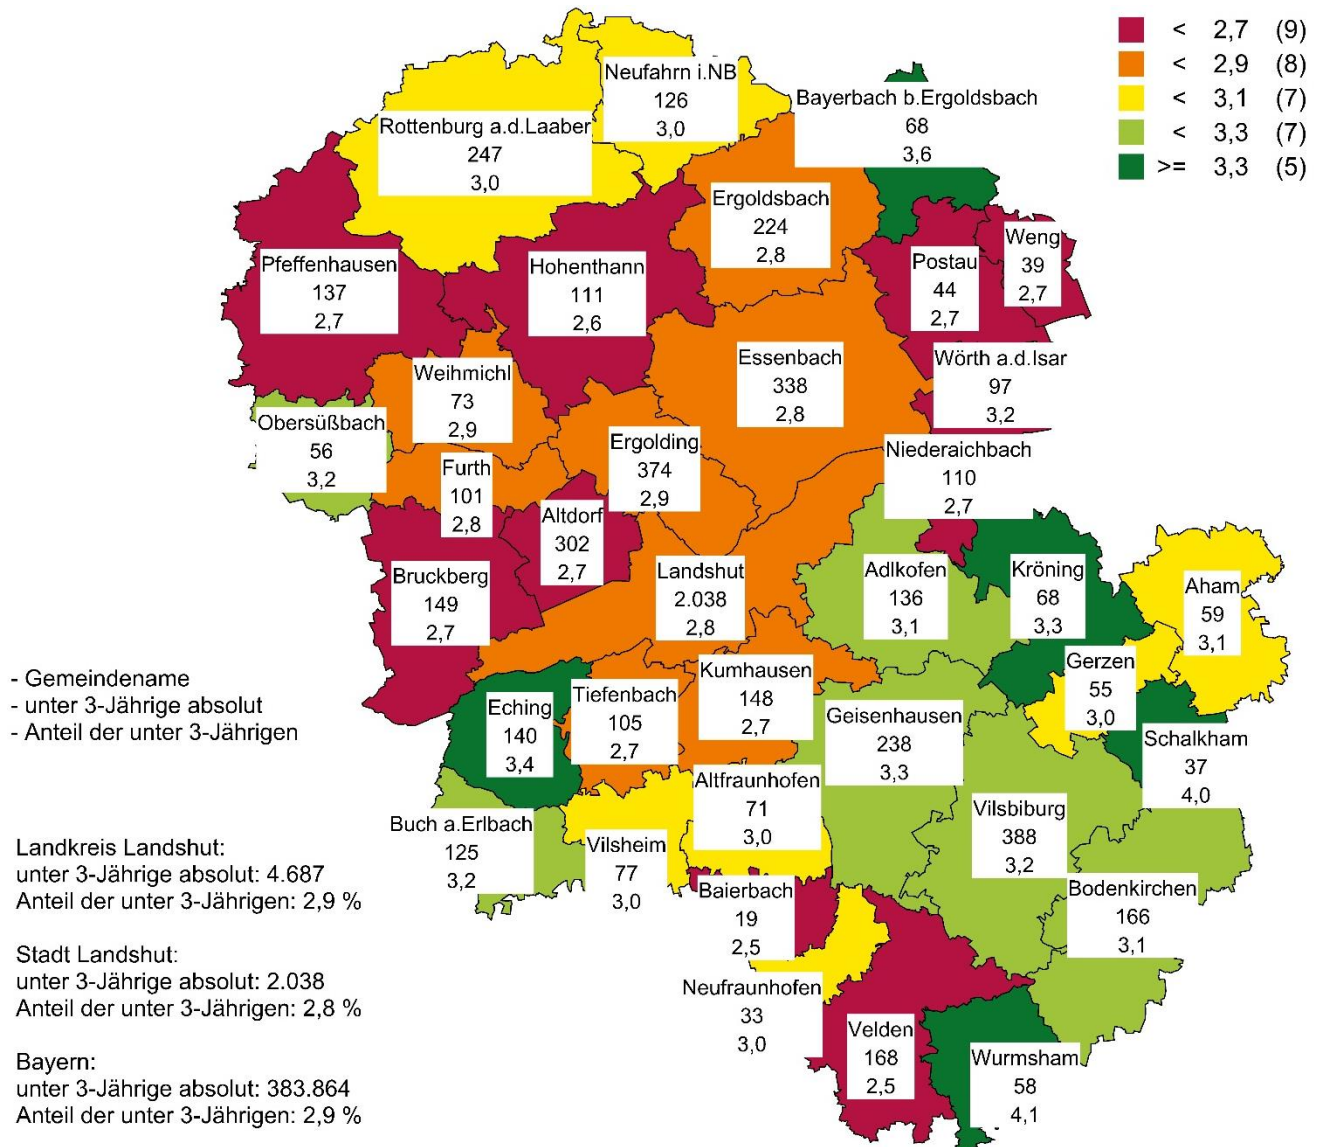 < 2,7 (9)
< 2,9 (8)
< 3,1 (7)
< 3,3 (7)
>= 3,3 (5)
Neufahrn i.NB
126
3,0
Bayerbach b.Ergoldsbach
68
3,6
Rottenburg a.d.Laaber
247
3,0
Ergoldsbach
224
2,8
Weng
39
2,7
Postau
44
2,7
Pfeffenhausen
137
2,7
Hohenthann
111
2,6
Essenbach
338
2,8
Wörth a.d.Isar
97
3,2
Weihmichl
73
2,9
Obersüßbach
56
3,2
Ergolding
374
2,9
Niederaichbach
110
2,7
Furth
101
2,8
Altdorf
302
2,7
Landshut
2.038
2,8
Adlkofen
136
3,1
Kröning
68
3,3
Aham
59
3,1
Bruckberg
149
2,7
Gerzen
55
3,0
Kumhausen
148
2,7
Tiefenbach
105
2,7
Eching
140
3,4
Geisenhausen
238
3,3
Schalkham
37
4,0
Altfraunhofen
71
3,0
Vilsbiburg
388
3,2
Buch a.Erlbach
125
3,2
Vilsheim
77
3,0
Baierbach
19
2,5
Bodenkirchen
166
3,1
Neufraunhofen
33
3,0
Velden
168
2,5
Wurmsham
58
4,1
- Gemeindename
- unter 3-Jährige absolut
- Anteil der unter 3-Jährigen
Landkreis Landshut:
unter 3-Jährige absolut: 4.687
Anteil der unter 3-Jährigen: 2,9 %
Stadt Landshut:
unter 3-Jährige absolut: 2.038
Anteil der unter 3-Jährigen: 2,8 %
Bayern:
unter 3-Jährige absolut: 383.864
Anteil der unter 3-Jährigen: 2,9 %